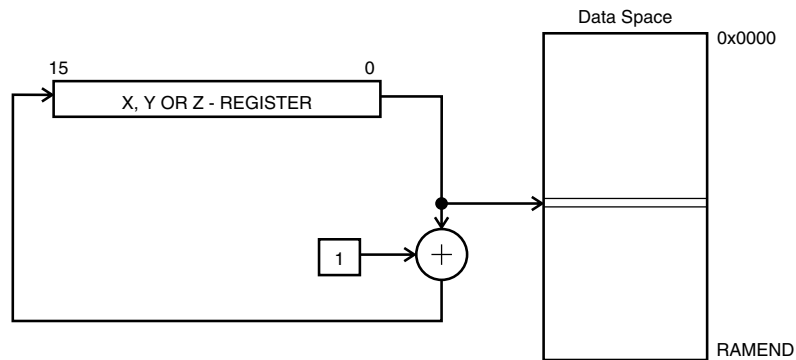 Data Space
0x0000
15
0
X, Y OR Z - REGISTER
1
RAMEND